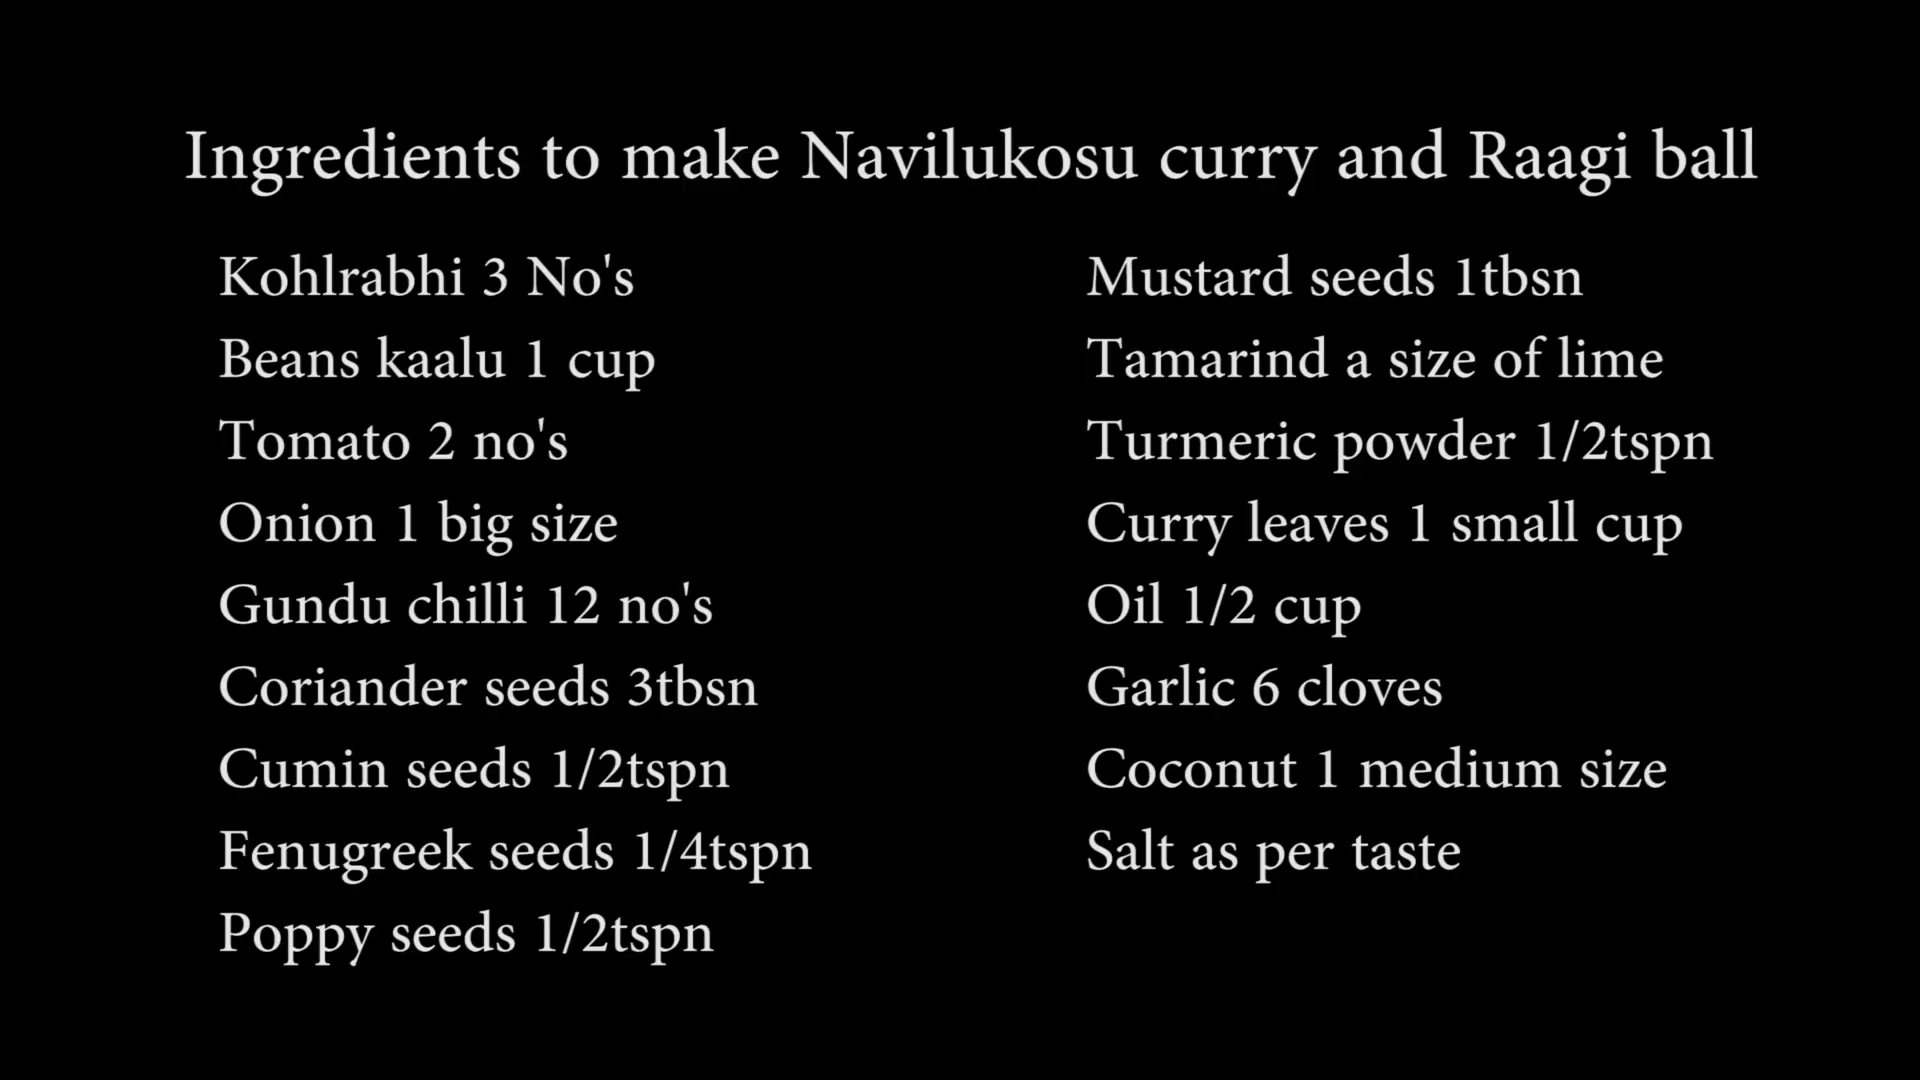 Ingredients to make Navilukosu curry and Raagi ball
Kohlrabhi 3 No's
Beans kaalu 1 cup
Tomato 2 no's
Onion 1 big size
Gundu chilli 12 no's
Coriander seeds 3tbsn
Cumin seeds 1/2tspn
Fenugreek seeds 1/4tspn
Poppy seeds 1/2tspn
Mustard seeds 1tbsn
Tamarind a size of lime
Turmeric powder 1/2tspn
Curry leaves 1 small cup
Oil 1/2 cup
Garlic 6 cloves
Coconut 1 medium size
Salt as per taste